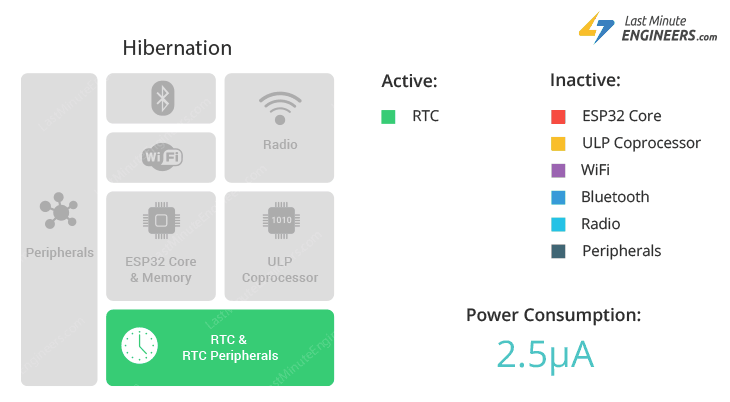 Last Minute
ENGINEERS.com
Hibernation
Peripherals
WiFi
Radio
ESP32 Core
& Memory
1010
ULP
Coprocessor
RTC &
RTC Peripherals
Active:
RTC
Inactive:
ESP32 Core
ULP Coprocessor
WiFi
Bluetooth
Radio
Peripherals
Power Consumption:
2.5µA